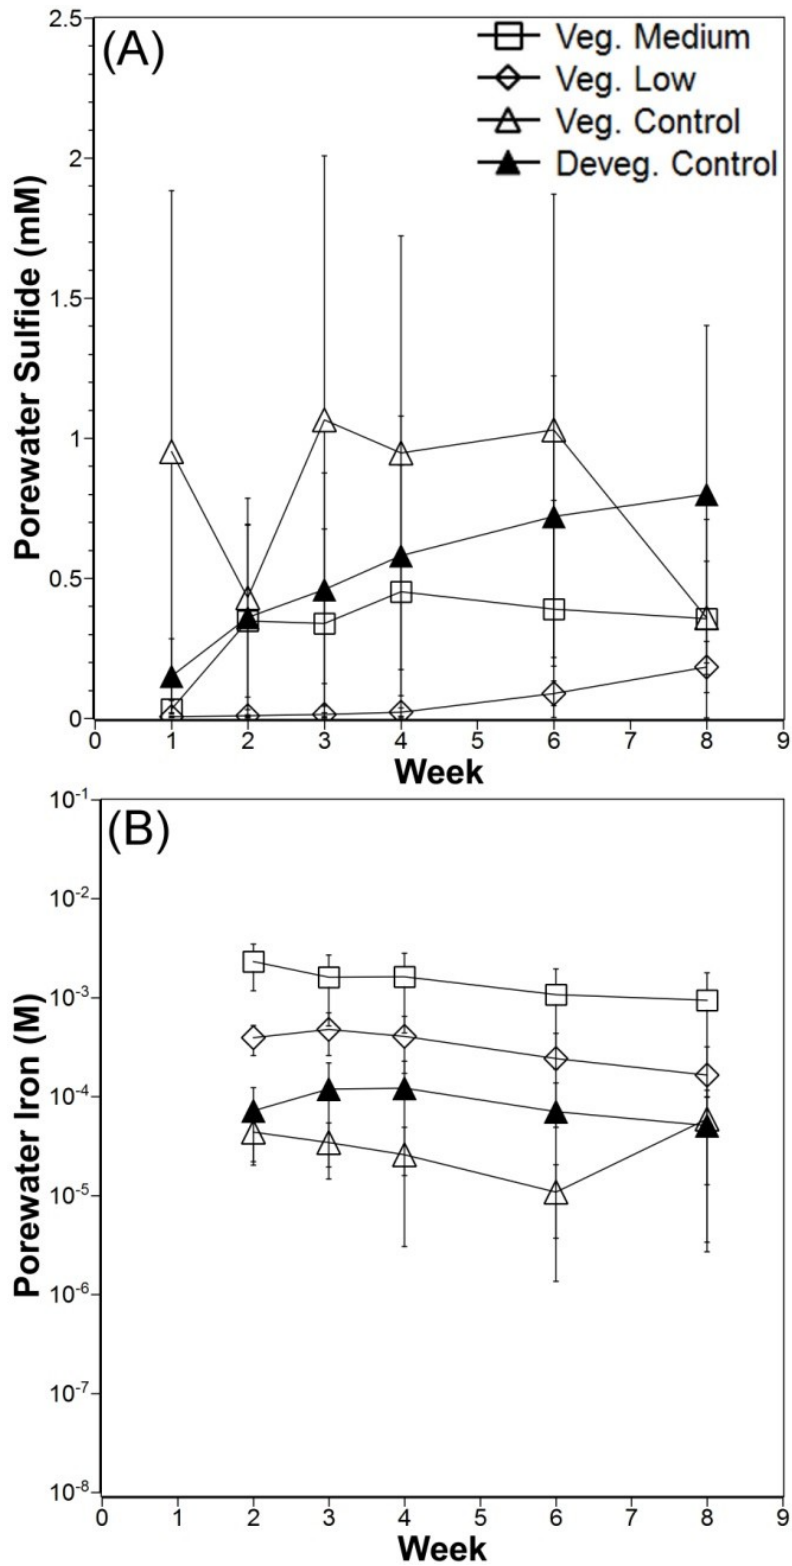 (A)
Veg. Medium
Veg. Low
Veg. Control
Deveg. Control
Porewater Sulfide (mM)
2.5
2
1.5
1
0.5
0
0 1 2 3 4 5 6 7 8 9
Week
(B)
Porewater Iron (M)
10-1
10-2
10-3
10-4
10-5
10-6
10-7
10-8
0 1 2 3 4 5 6 7 8 9
Week